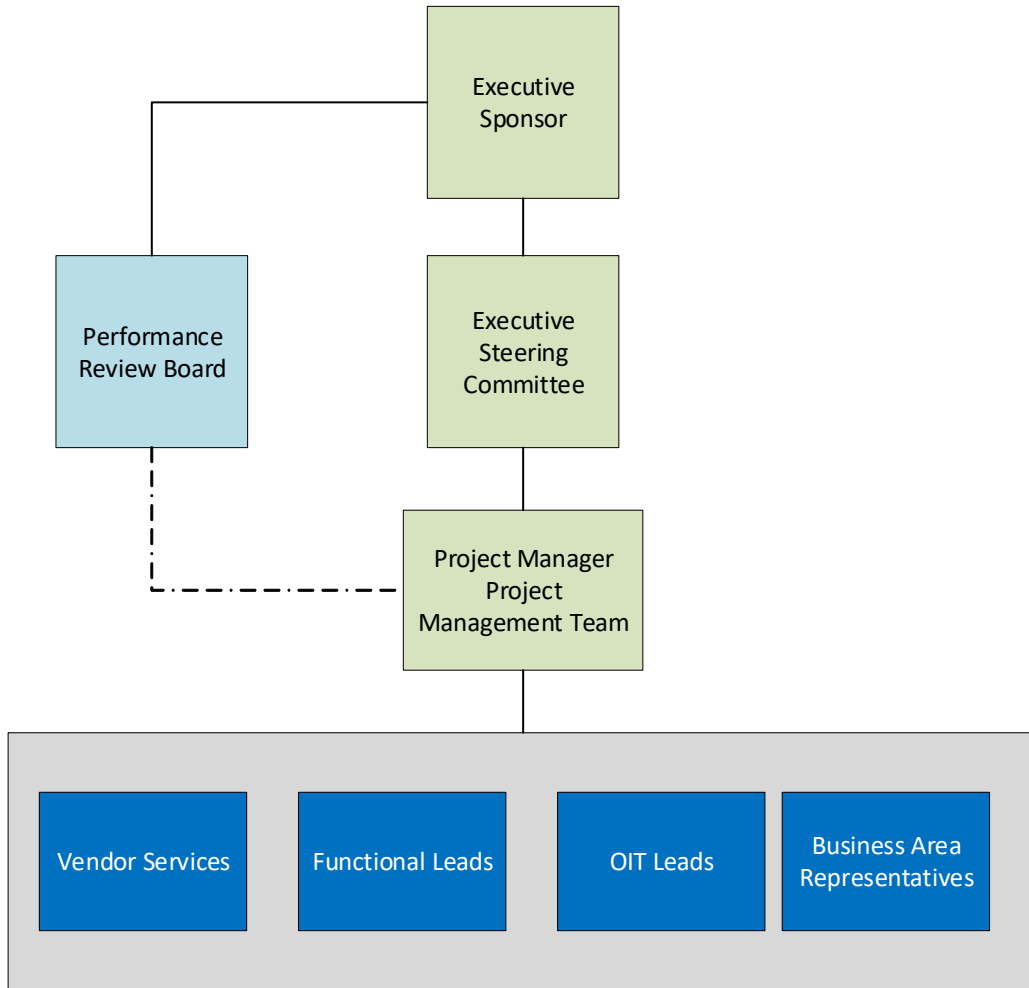 Executive
Sponsor
Performance
Review Board
Executive
Steering
Committee
Project Manager
Project
Management Team
Vendor Services
Functional Leads
OIT Leads
Business Area
Representatives